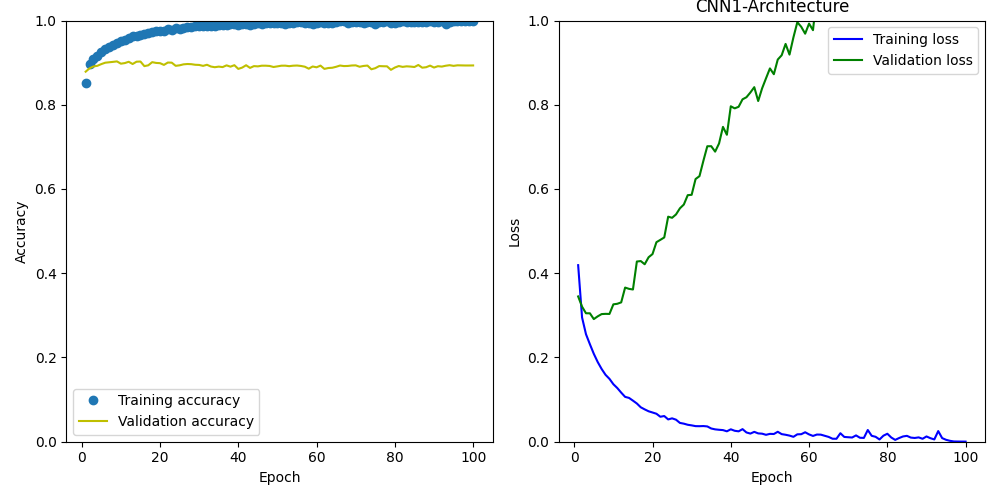 1.0
0.8
0.6
0.4
0.2
0.0
Accuracy
Training accuracy
Validation accuracy
0 20 40 60 80 100
Epoch
CNN1-Architecture
1.0
0.8
0.6
0.4
0.2
0.0
Loss
Training loss
Validation loss
0 20 40 60 80 100
Epoch